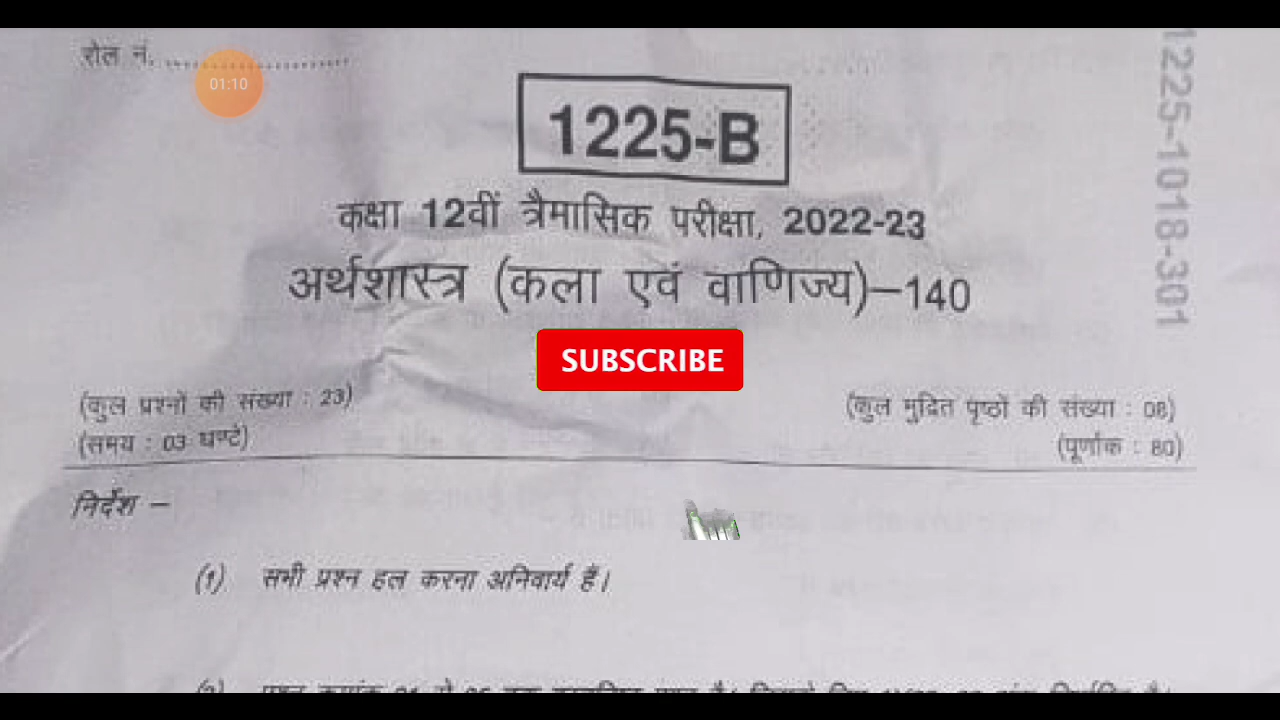 रोल नं. ........................
01:10
1225-B
1225-1018-301
कक्षा 12वीं त्रैमासिक परीक्षा, 2022-23
अर्थशास्त्र (कला एवं वाणिज्य)–140
SUBSCRIBE
(कुल प्रश्नों की संख्या : 23)
(कुल मुद्रित पृष्ठों की संख्या : 08)
(समय : 03 घण्टे)
(पूर्णांक : 80)
निर्देश –
(1) सभी प्रश्न हल करना अनिवार्य हैं।